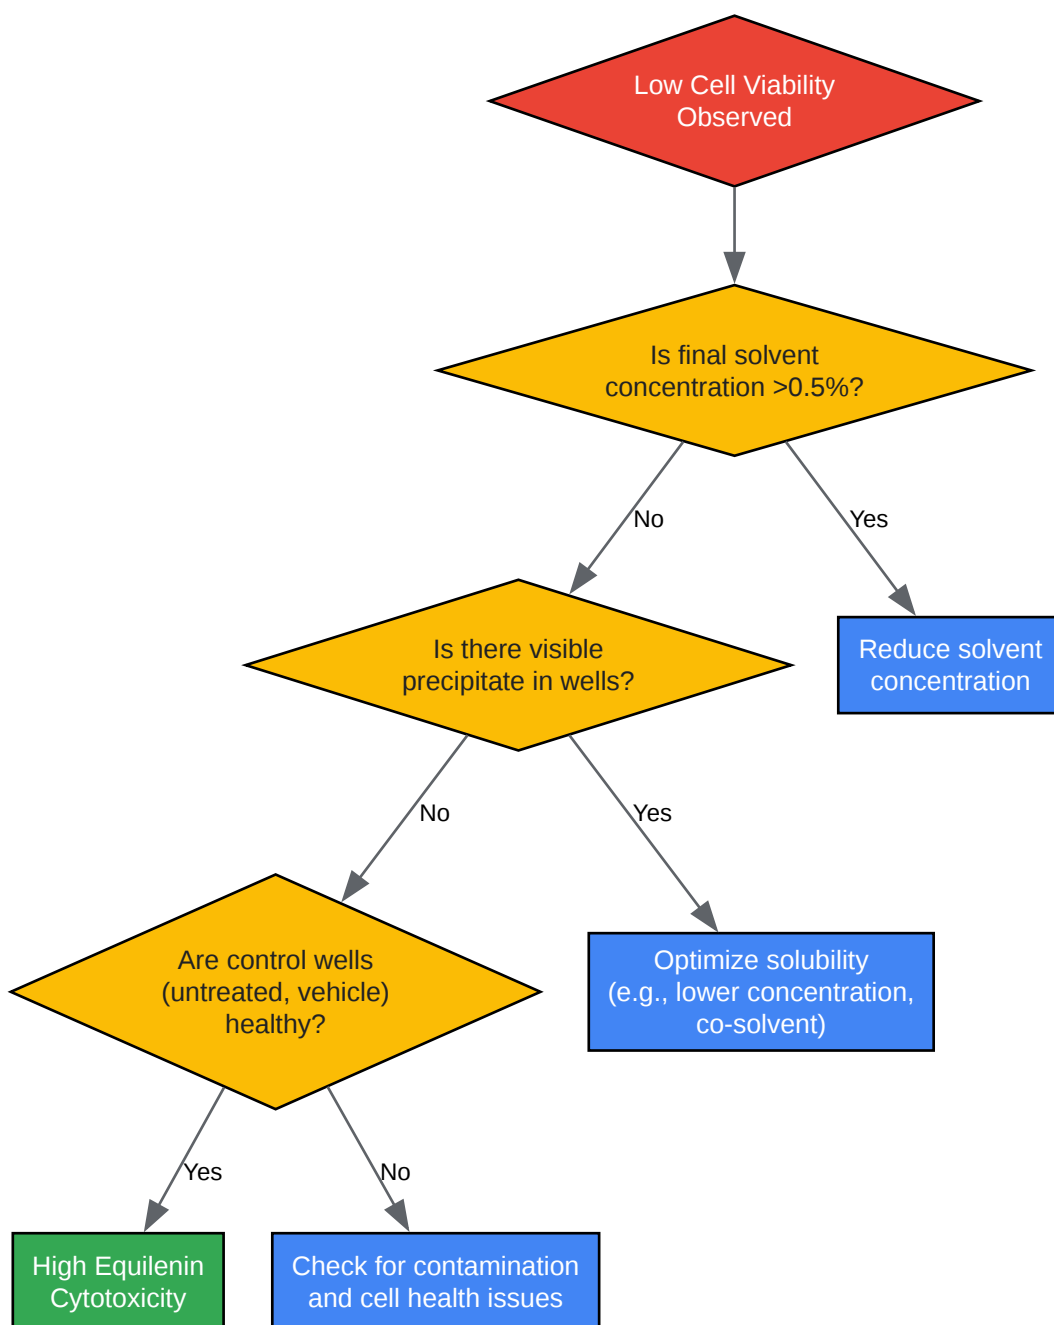 Low Cell Viability
Observed
Is final solvent
concentration >0.5%?
No
Yes
Is there visible
precipitate in wells?
Reduce solvent
concentration
No
Yes
Are control wells
(untreated, vehicle)
healthy?
Optimize solubility
(e.g., lower concentration,
co-solvent)
Yes
No
High Equilenin
Cytotoxicity
Check for contamination
and cell health issues